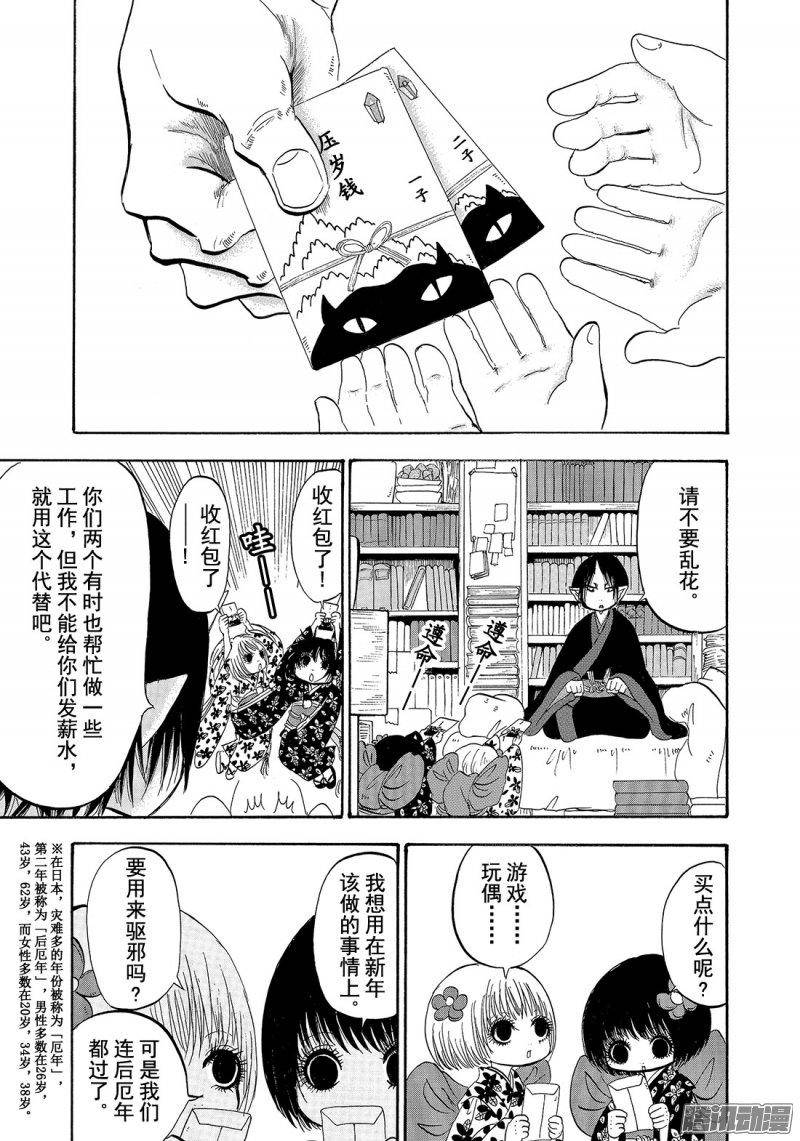 压岁钱
一子
二子
请不要乱花。
遵命——
遵命——
收红包了！
收红包了
——！
哇——
你们两个有时也帮忙做一些
工作，但我不能给你们发薪水，
就用这个代替吧。
买点什么呢？
游戏……
玩偶……
我想用在新年
该做的事情上。
要用来驱邪吗？
可是我们
连后厄年
都过了。
※在日本，灾难多的年份被称为「厄年」，
第二年被称为「后厄年」，男性多数在26岁，
43岁，62岁，而女性多数在20岁，34岁，38岁。
腾讯动漫